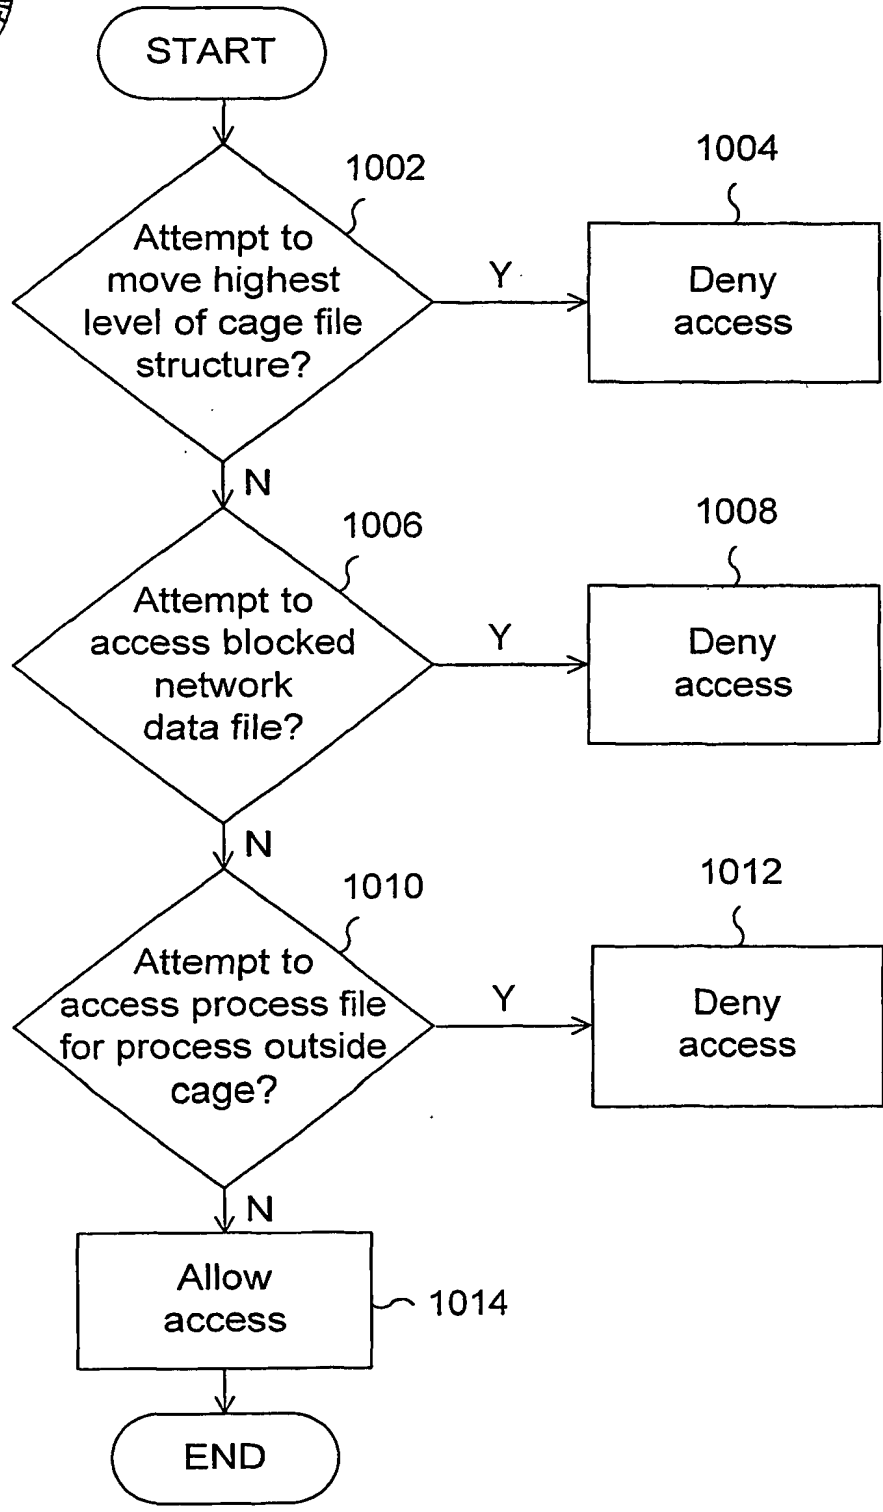 START
1002
Attempt to
move highest
level of cage file
structure?
Y
1004
Deny
access
N
1006
Attempt to
access blocked
network
data file?
Y
1008
Deny
access
N
1010
Attempt to
access process file
for process outside
cage?
Y
1012
Deny
access
N
Allow
access
1014
END